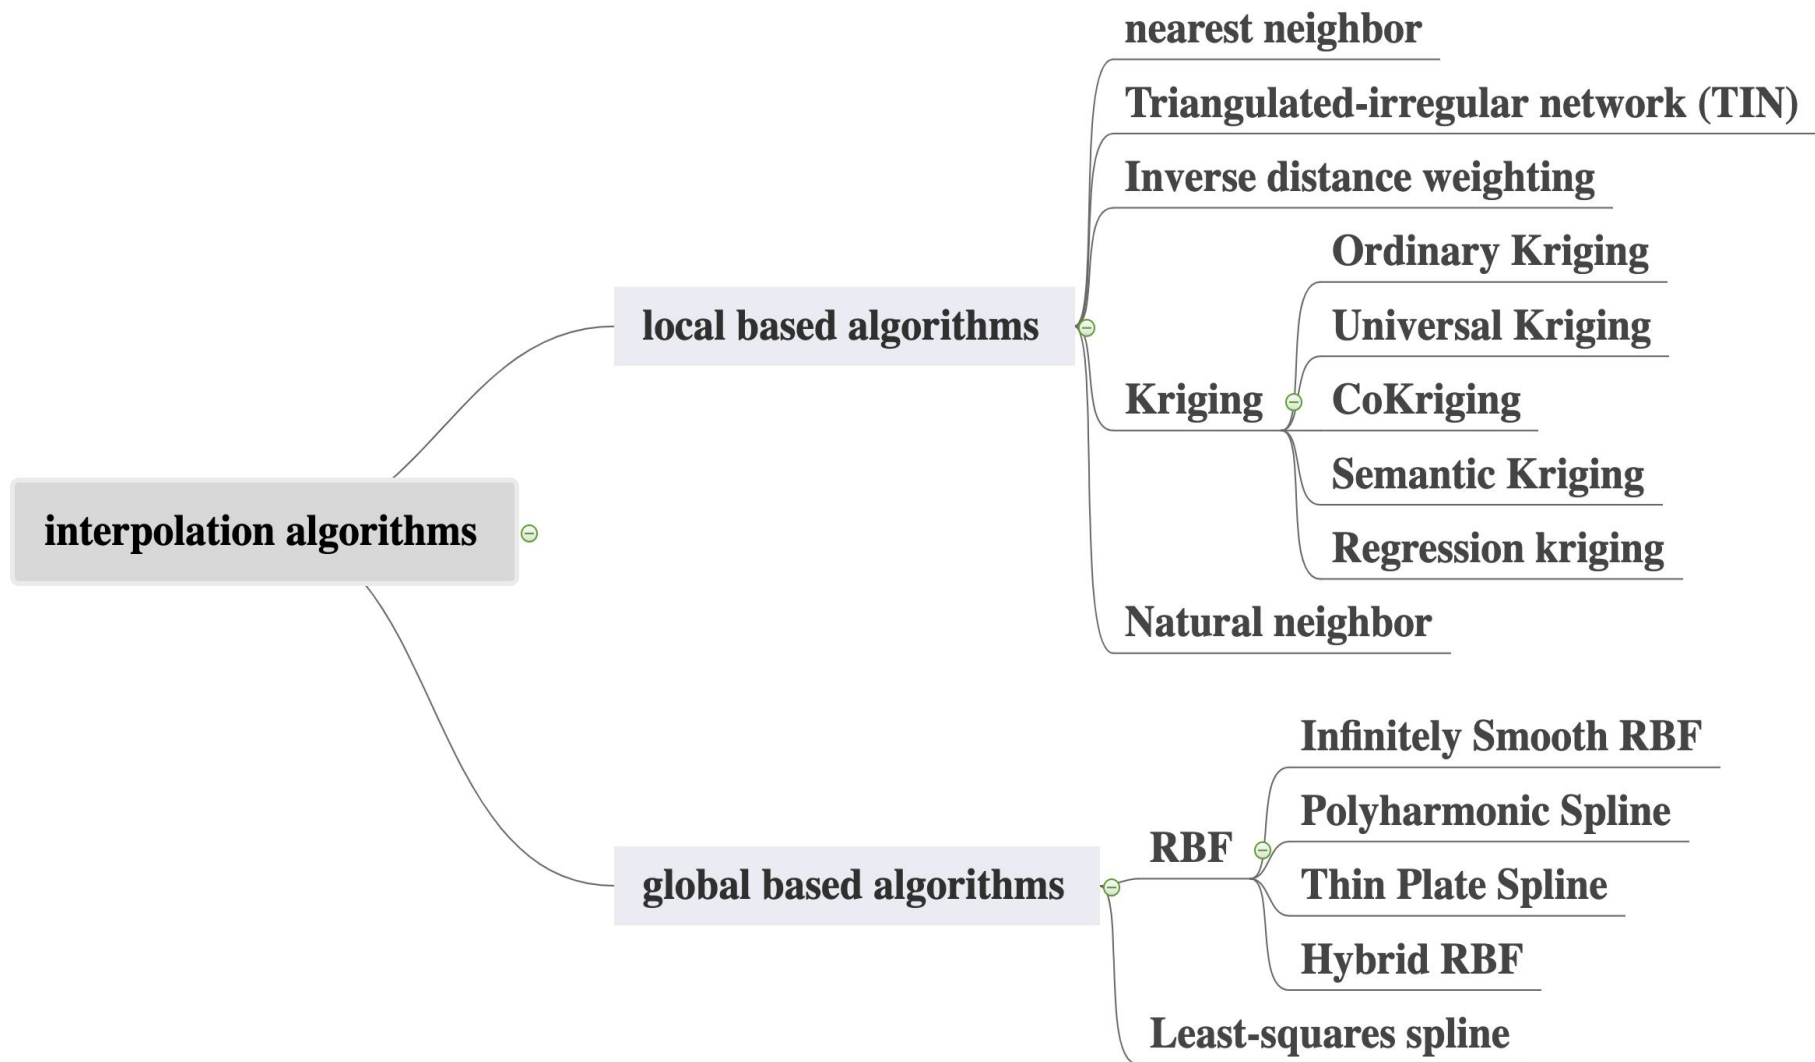 nearest neighbor
Triangulated-irregular network (TIN)
Inverse distance weighting
Ordinary Kriging
local based algorithms
Universal Kriging
Kriging
CoKriging
Semantic Kriging
interpolation algorithms
Regression kriging
Natural neighbor
Infinitely Smooth RBF
Polyharmonic Spline
RBF
global based algorithms
Thin Plate Spline
Hybrid RBF
Least-squares spline